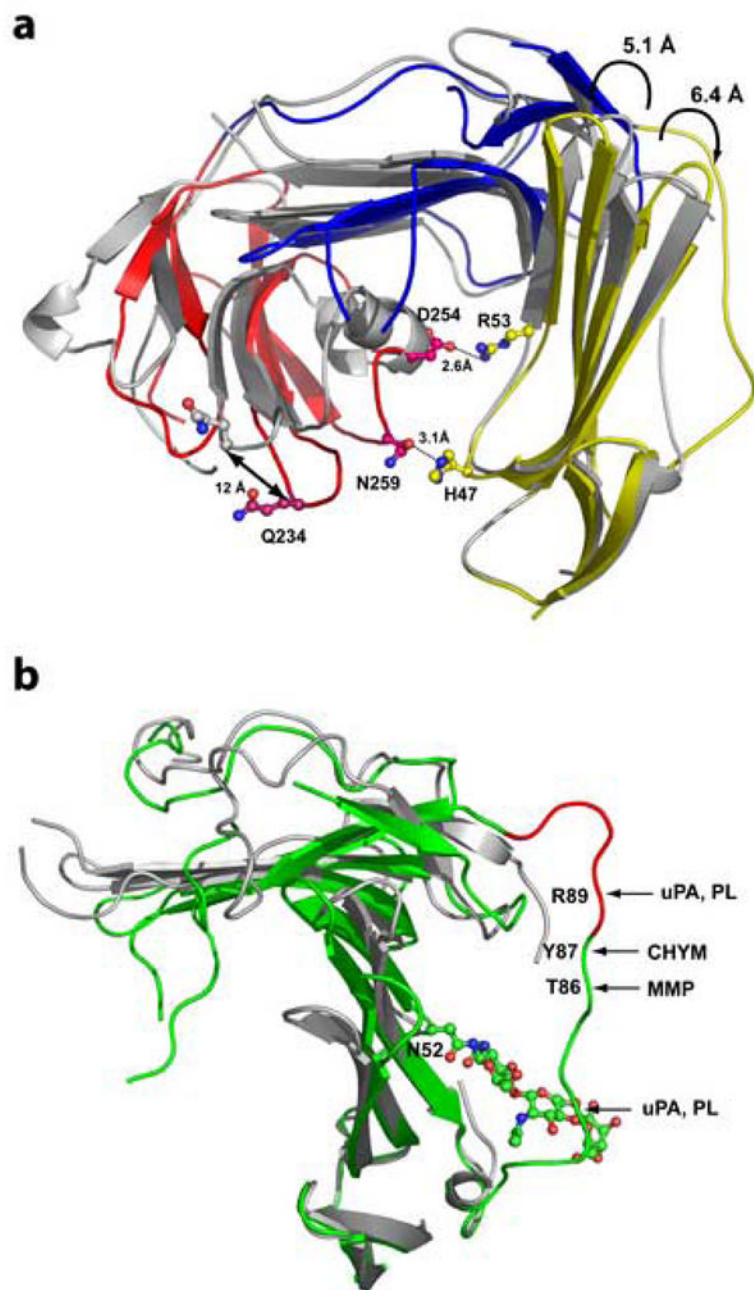 a
5.1 Å
6.4 Å
D254
R53
2.6Å
3.1Å
N259
H47
12 Å
Q234
b
R89
uPA, PL
Y87
CHYM
T86
MMP
N52
uPA, PL